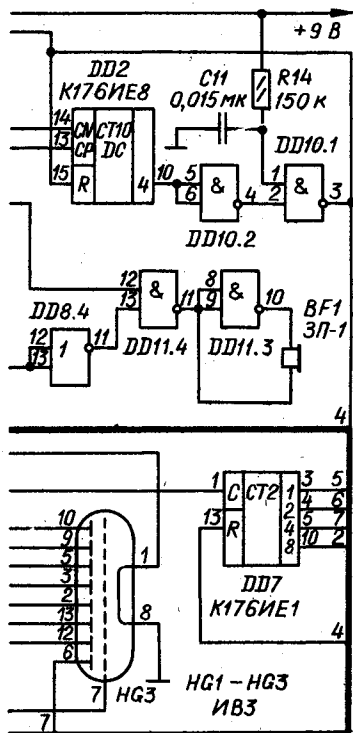 +9 В
DD2
К176ИЕ8
C11
0,015 мк
R14
150 к
14
13
15
CN
CP
R
CT10
DC
4
10
5
6
&
4
DD10.2
DD10.1
1
2
&
3
12
13
&
11
DD11.4
8
9
&
10
DD11.3
BF1
ЗП-1
DD8.4
12
13
1
11
4
1
13
C
R
CT2
1
2
4
8
3
4
5
10
5
6
7
2
DD7
К176ИЕ1
4
10
9
5
3
2
13
12
6
1
8
7
HG3
HG1 – HG3
ИВ3
7